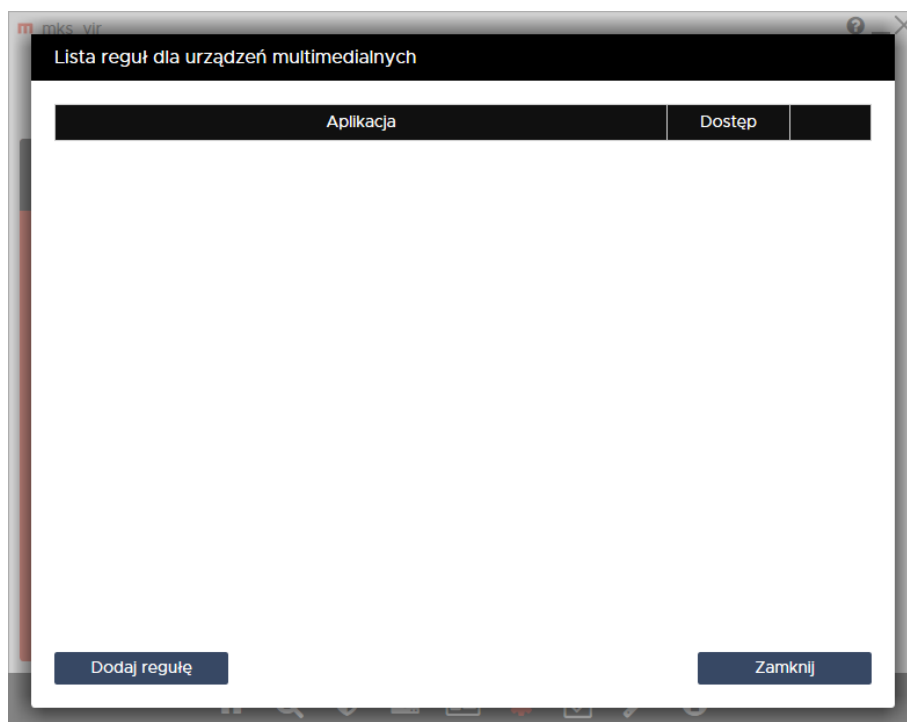 m mks_vir
Lista reguł dla urządzeń multimedialnych
Aplikacja Dostęp
Dodaj regułę Zamknij